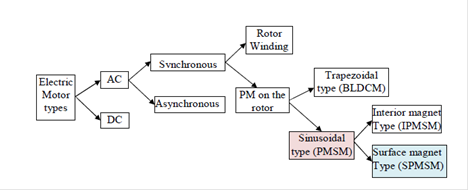 Rotor
Winding
AC
Synchronous
Trapezoidal
type (BLDCM)
Electric
Motor
types
PM on the
rotor
Interior magnet
Type (IPMSM)
DC
Asynchronous
Sinusoidal
type (PMSM)
Surface magnet
Type (SPMSM)